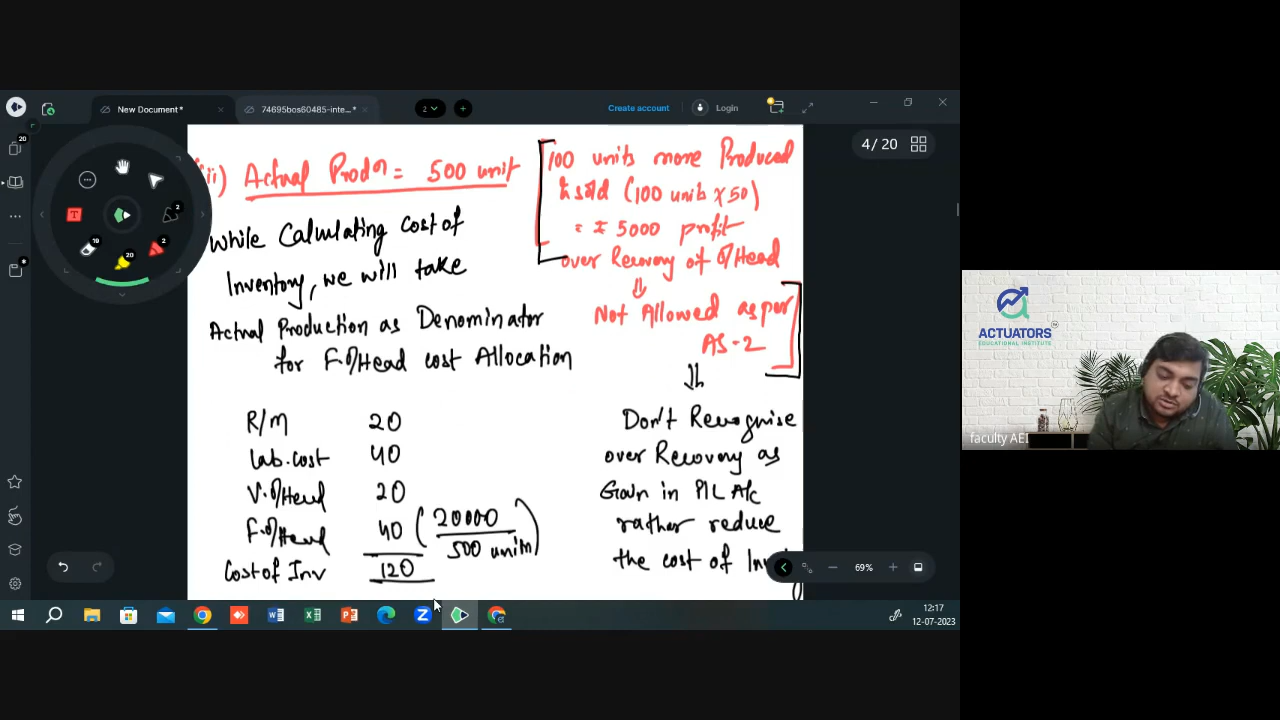 New Document*
74695bos60485-inte...*
2
Create account
Login
4 / 20
ii) Actual Prodn = 500 unit
While Calculating Cost of
Inventory, we will take
Actual Production as Denominator
for F.O/Head cost Allocation
R/M 20
Lab. cost 40
V.O/Head 20
F.O/Head 40 (20000
500 units)
Cost of Inv 120
100 units more Produced
& sold (100 units x 50)
= ₹ 5000 profit
over Recovery of O/Head
Not Allowed as per
AS-2
Don't Recognise
over Recovery as
Gain in P/L A/c
rather reduce
the cost of Inv
69%
ACTUATORS
EDUCATIONAL INSTITUTE
faculty AEI
12:17
12-07-2023